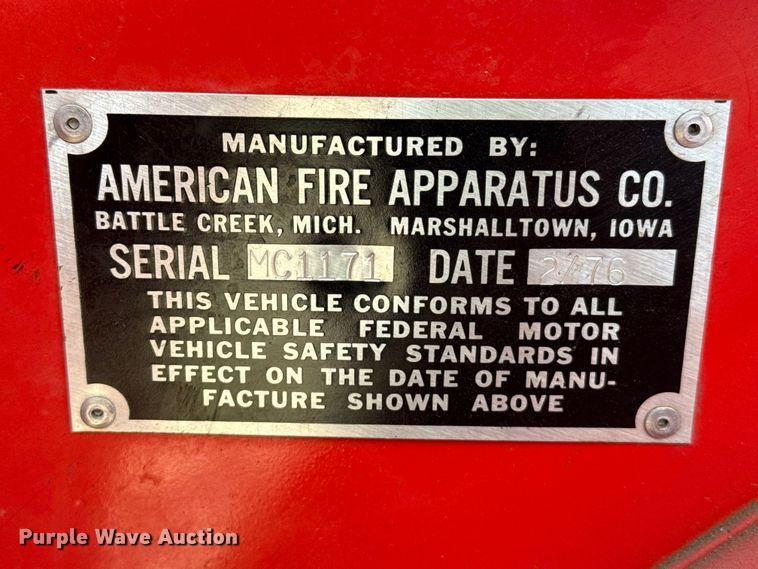 MANUFACTURED BY:
AMERICAN FIRE APPARATUS CO.
BATTLE CREEK, MICH. MARSHALLTOWN, IOWA
SERIAL MC1171 DATE 2/76
THIS VEHICLE CONFORMS TO ALL
APPLICABLE FEDERAL MOTOR
VEHICLE SAFETY STANDARDS IN
EFFECT ON THE DATE OF MANU-
FACTURE SHOWN ABOVE
Purple Wave Auction